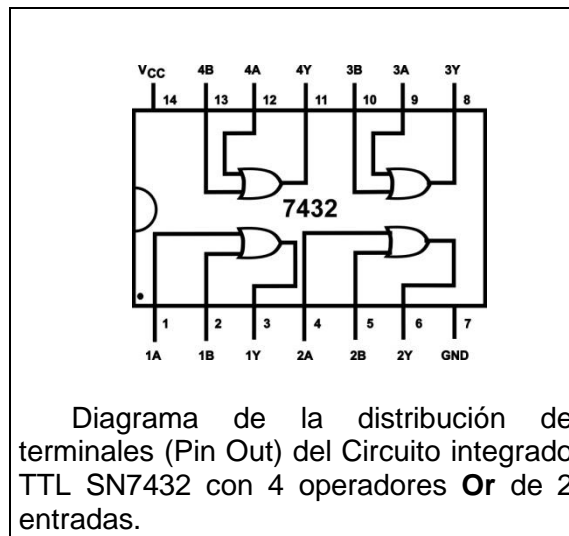 VCC 4B 4A 4Y 3B 3A 3Y
14 13 12 11 10 9 8
7432
1 2 3 4 5 6 7
1A 1B 1Y 2A 2B 2Y GND
Diagrama de la distribución de
terminales (Pin Out) del Circuito integrado
TTL SN7432 con 4 operadores Or de 2
entradas.